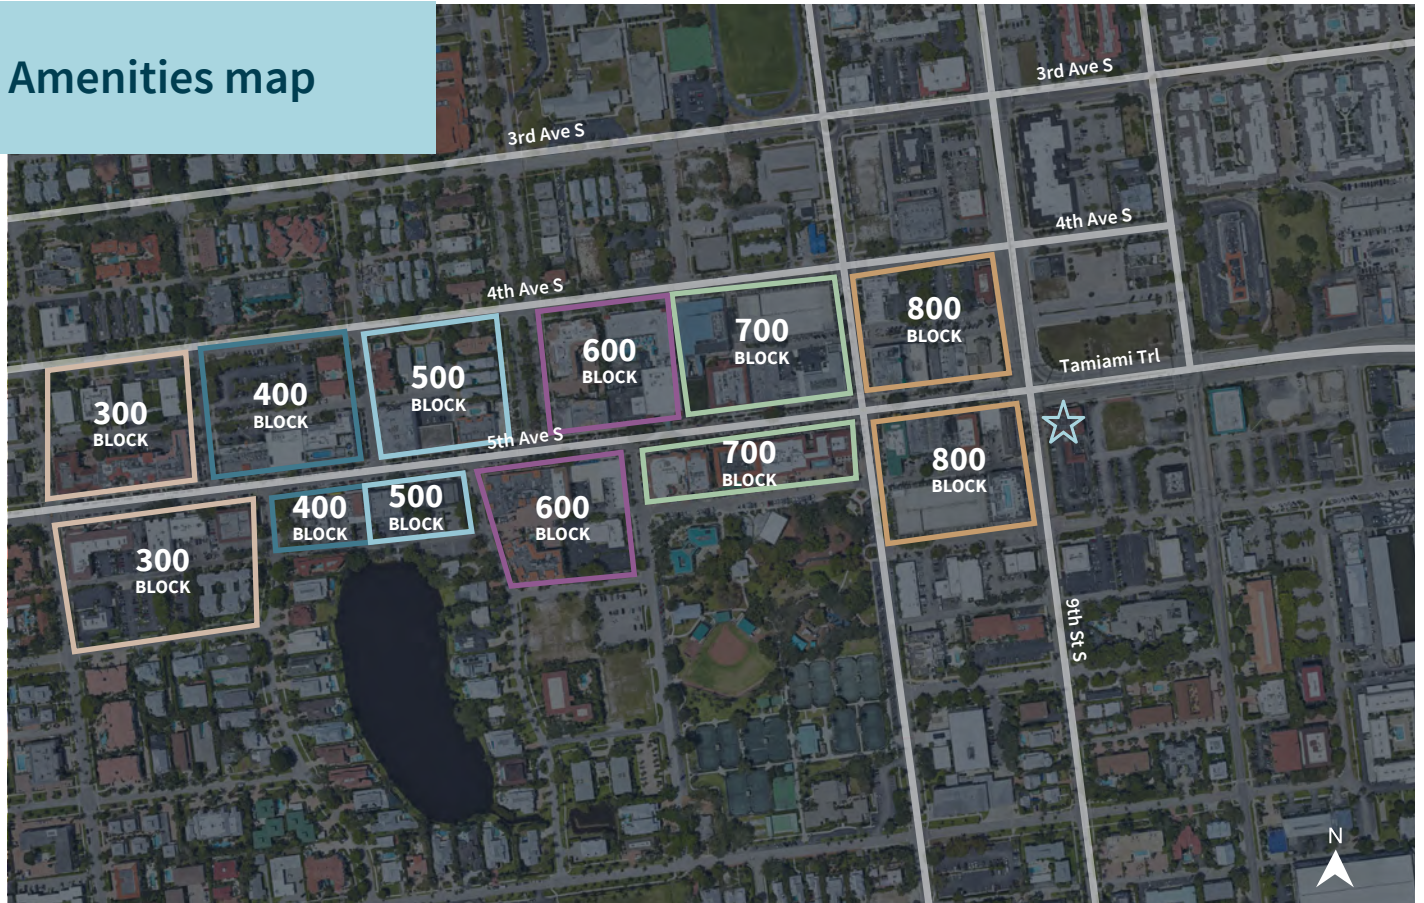 Amenities map
3rd Ave S
3rd Ave S
4th Ave S
4th Ave S
Tamiami Trl
5th Ave S
9th St S
300
BLOCK
400
BLOCK
500
BLOCK
600
BLOCK
700
BLOCK
800
BLOCK
300
BLOCK
400
BLOCK
500
BLOCK
600
BLOCK
700
BLOCK
800
BLOCK
N